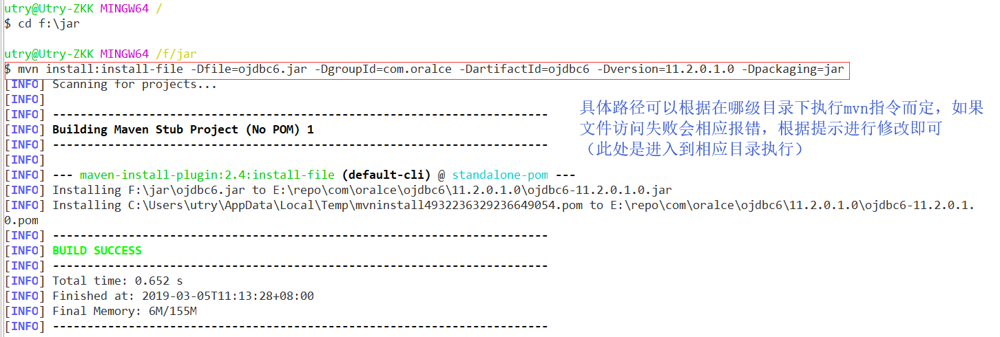 utry@Utry-ZKK MINGW64 /
$ cd f:\jar
utry@Utry-ZKK MINGW64 /f/jar
$ mvn install:install-file -Dfile=ojdbc6.jar -DgroupId=com.oralce -DartifactId=ojdbc6 -Dversion=11.2.0.1.0 -Dpackaging=jar
[INFO] Scanning for projects...
[INFO]
[INFO] ------------------------------------------------------------------------
[INFO] Building Maven Stub Project (No POM) 1
[INFO] ------------------------------------------------------------------------
[INFO]
[INFO] --- maven-install-plugin:2.4:install-file (default-cli) @ standalone-pom ---
[INFO] Installing F:\jar\ojdbc6.jar to E:\repo\com\oralce\ojdbc6\11.2.0.1.0\ojdbc6-11.2.0.1.0.jar
[INFO] Installing C:\Users\utry\AppData\Local\Temp\mvninstall4932236329236649054.pom to E:\repo\com\oralce\ojdbc6\11.2.0.1.0\ojdbc6-11.2.0.1.
0.pom
[INFO] ------------------------------------------------------------------------
[INFO] BUILD SUCCESS
[INFO] ------------------------------------------------------------------------
[INFO] Total time: 0.652 s
[INFO] Finished at: 2019-03-05T11:13:28+08:00
[INFO] Final Memory: 6M/155M
[INFO] ------------------------------------------------------------------------
具体路径可以根据在哪级目录下执行mvn指令而定，如果
文件访问失败会相应报错，根据提示进行修改即可
（此处是进入到相应目录执行）